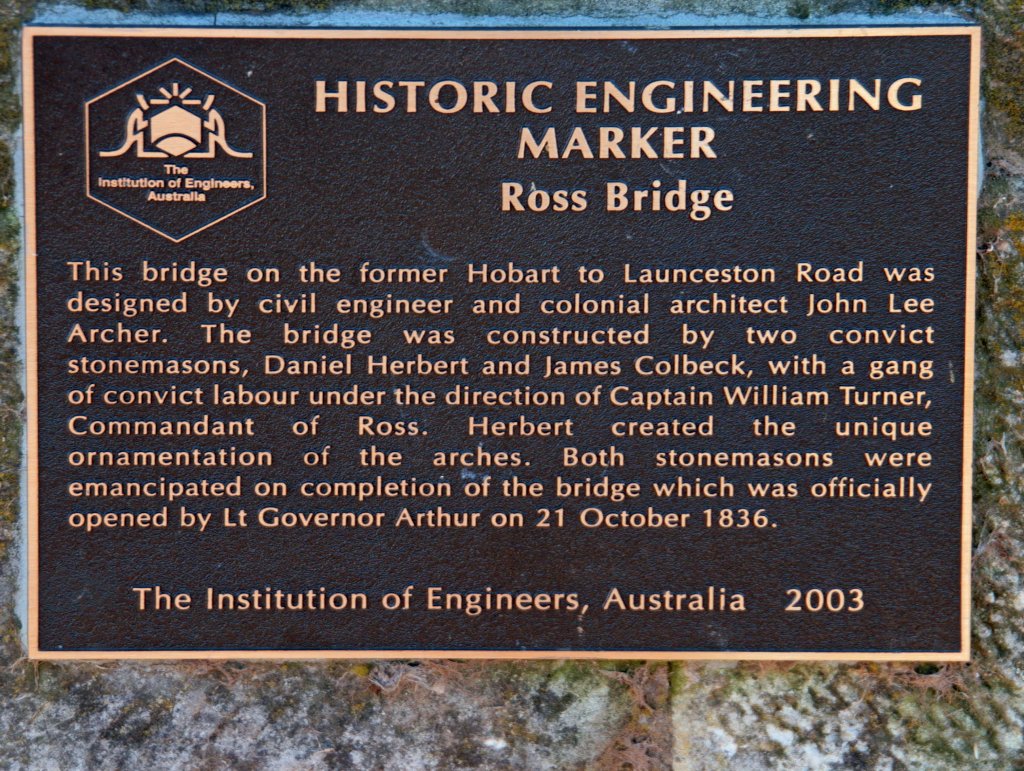 The
Institution of Engineers,
Australia
HISTORIC ENGINEERING
MARKER
Ross Bridge
This bridge on the former Hobart to Launceston Road was
designed by civil engineer and colonial architect John Lee
Archer. The bridge was constructed by two convict
stonemasons, Daniel Herbert and James Colbeck, with a gang
of convict labour under the direction of Captain William Turner,
Commandant of Ross. Herbert created the unique
ornamentation of the arches. Both stonemasons were
emancipated on completion of the bridge which was officially
opened by Lt Governor Arthur on 21 October 1836.
The Institution of Engineers, Australia 2003